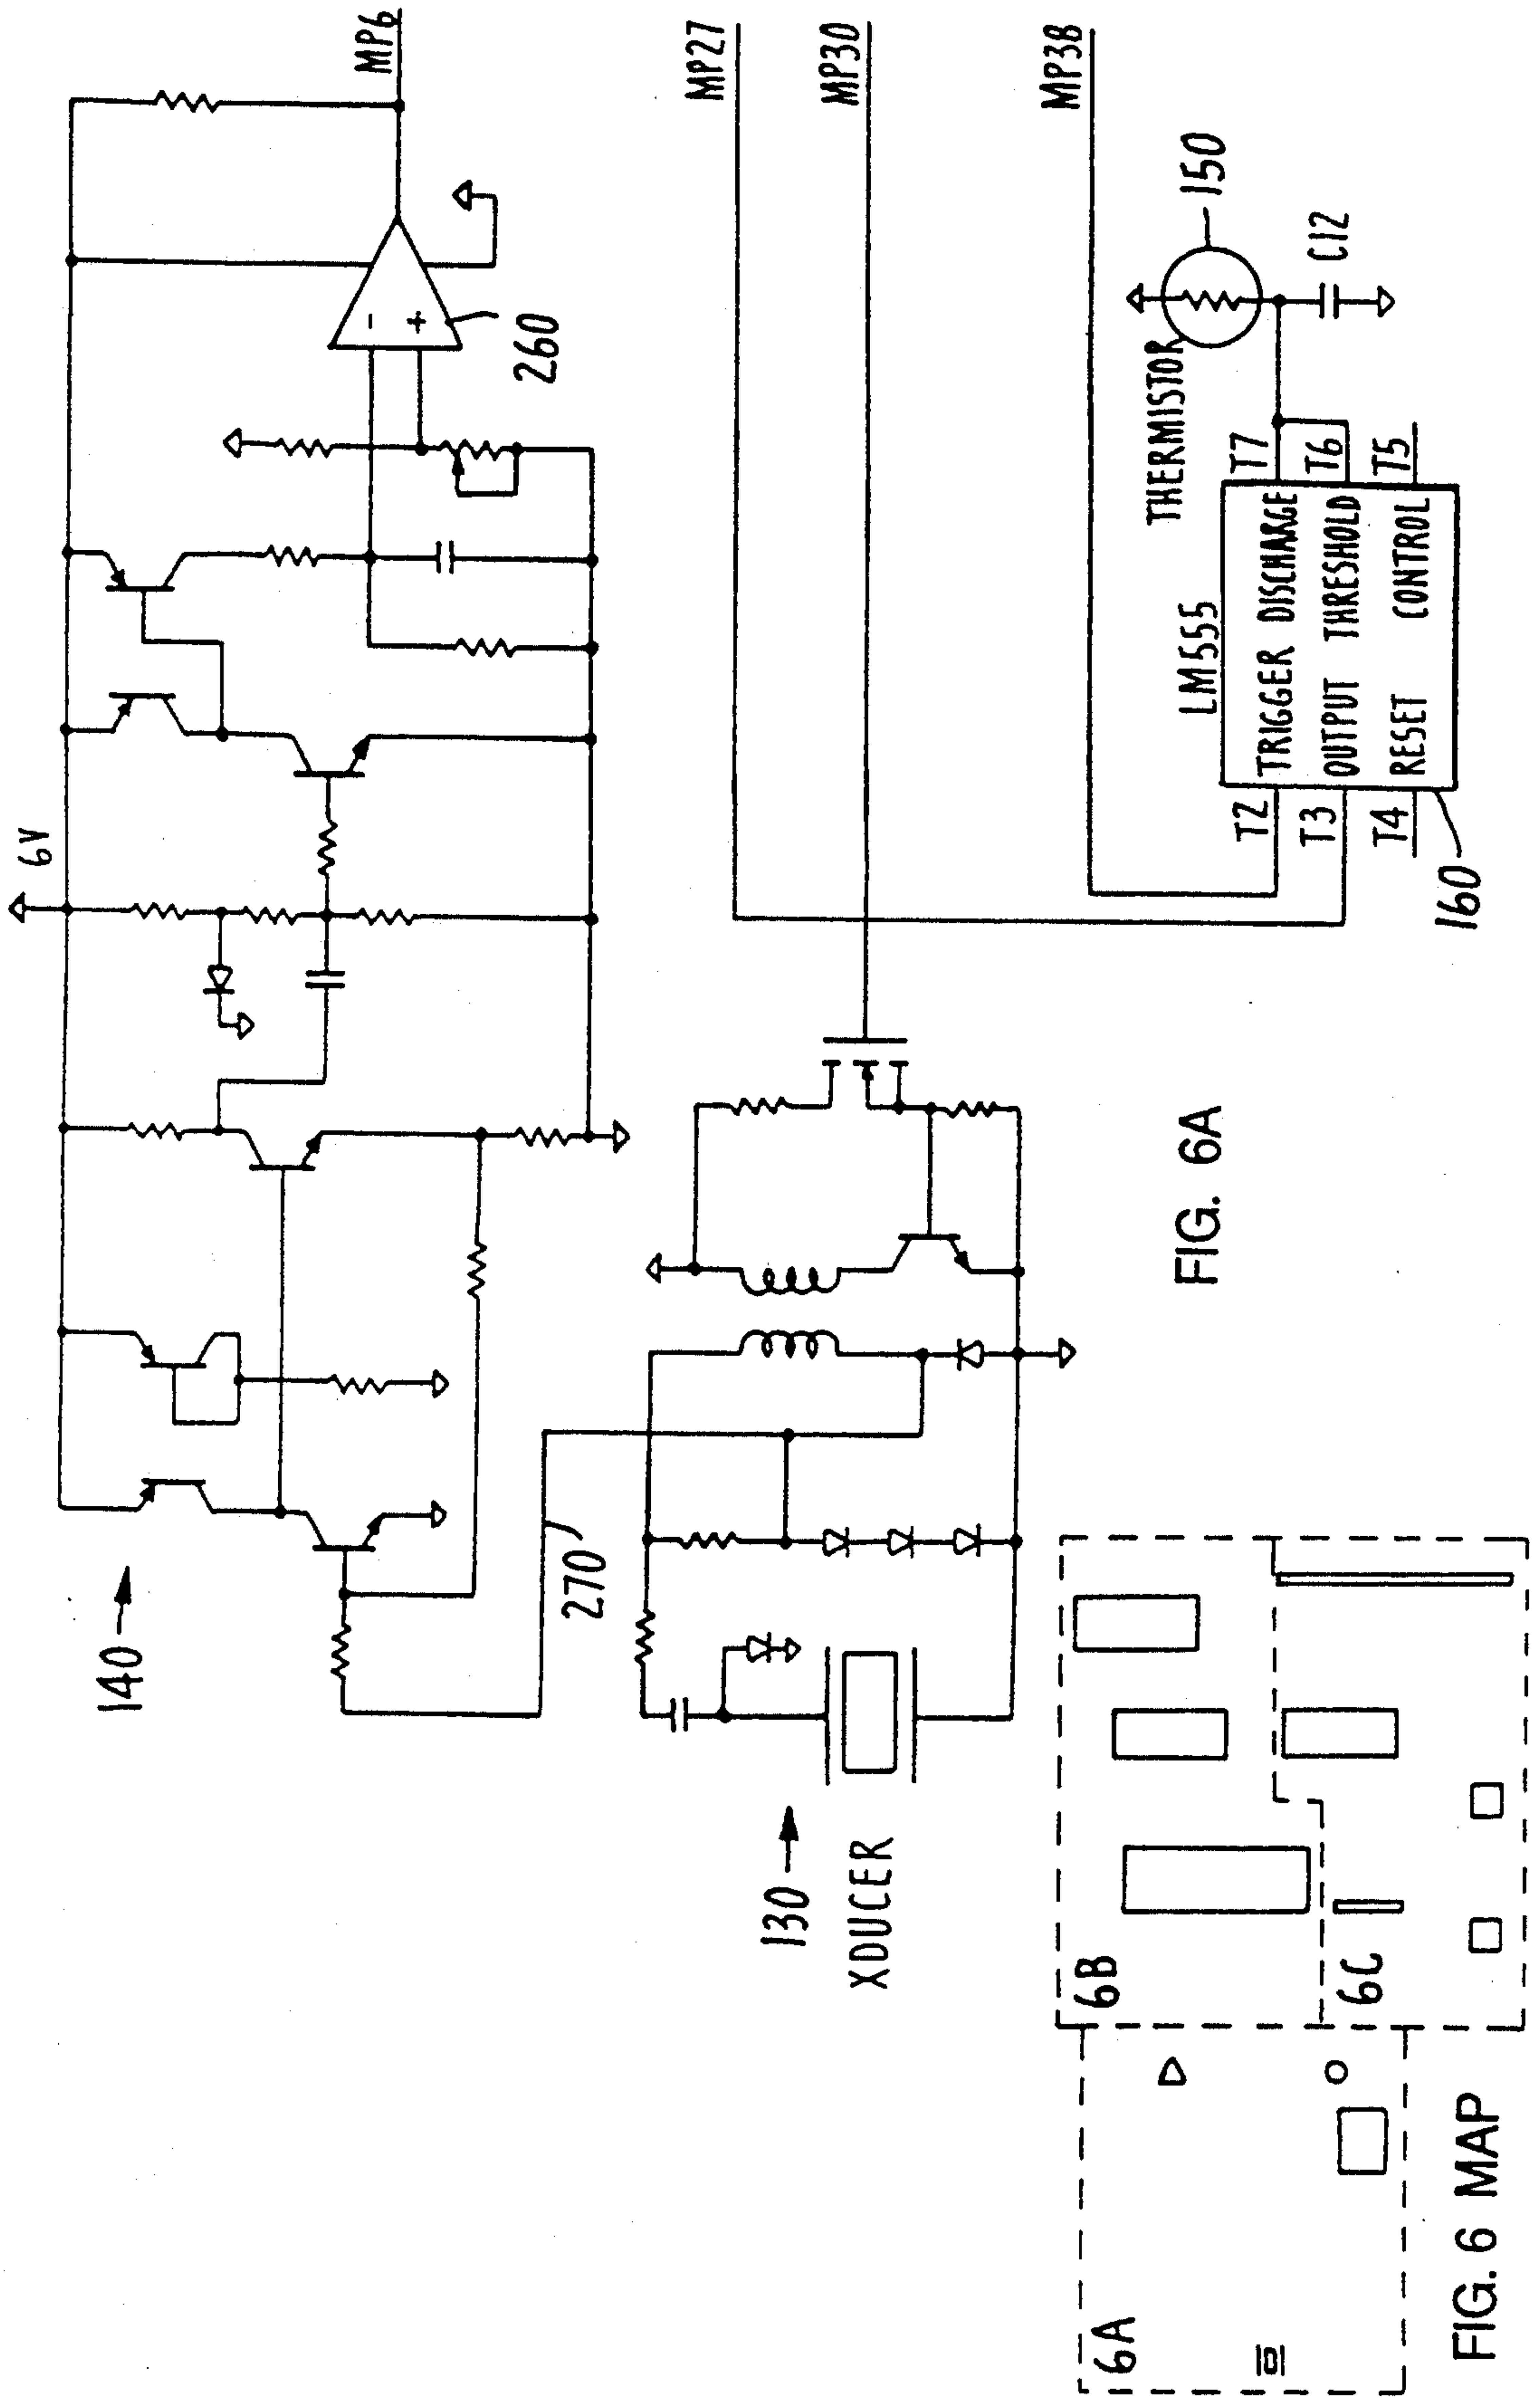 140
6V
MP6
-
+
260
270
130
XDUCER
MP27
MP30
MP38
THERMISTOR
150
C12
LM555
T2 TRIGGER DISCHARGE T7
T3 OUTPUT THRESHOLD T6
T4 RESET CONTROL T5
160
FIG. 6A
6A
6B
6C
FIG. 6 MAP